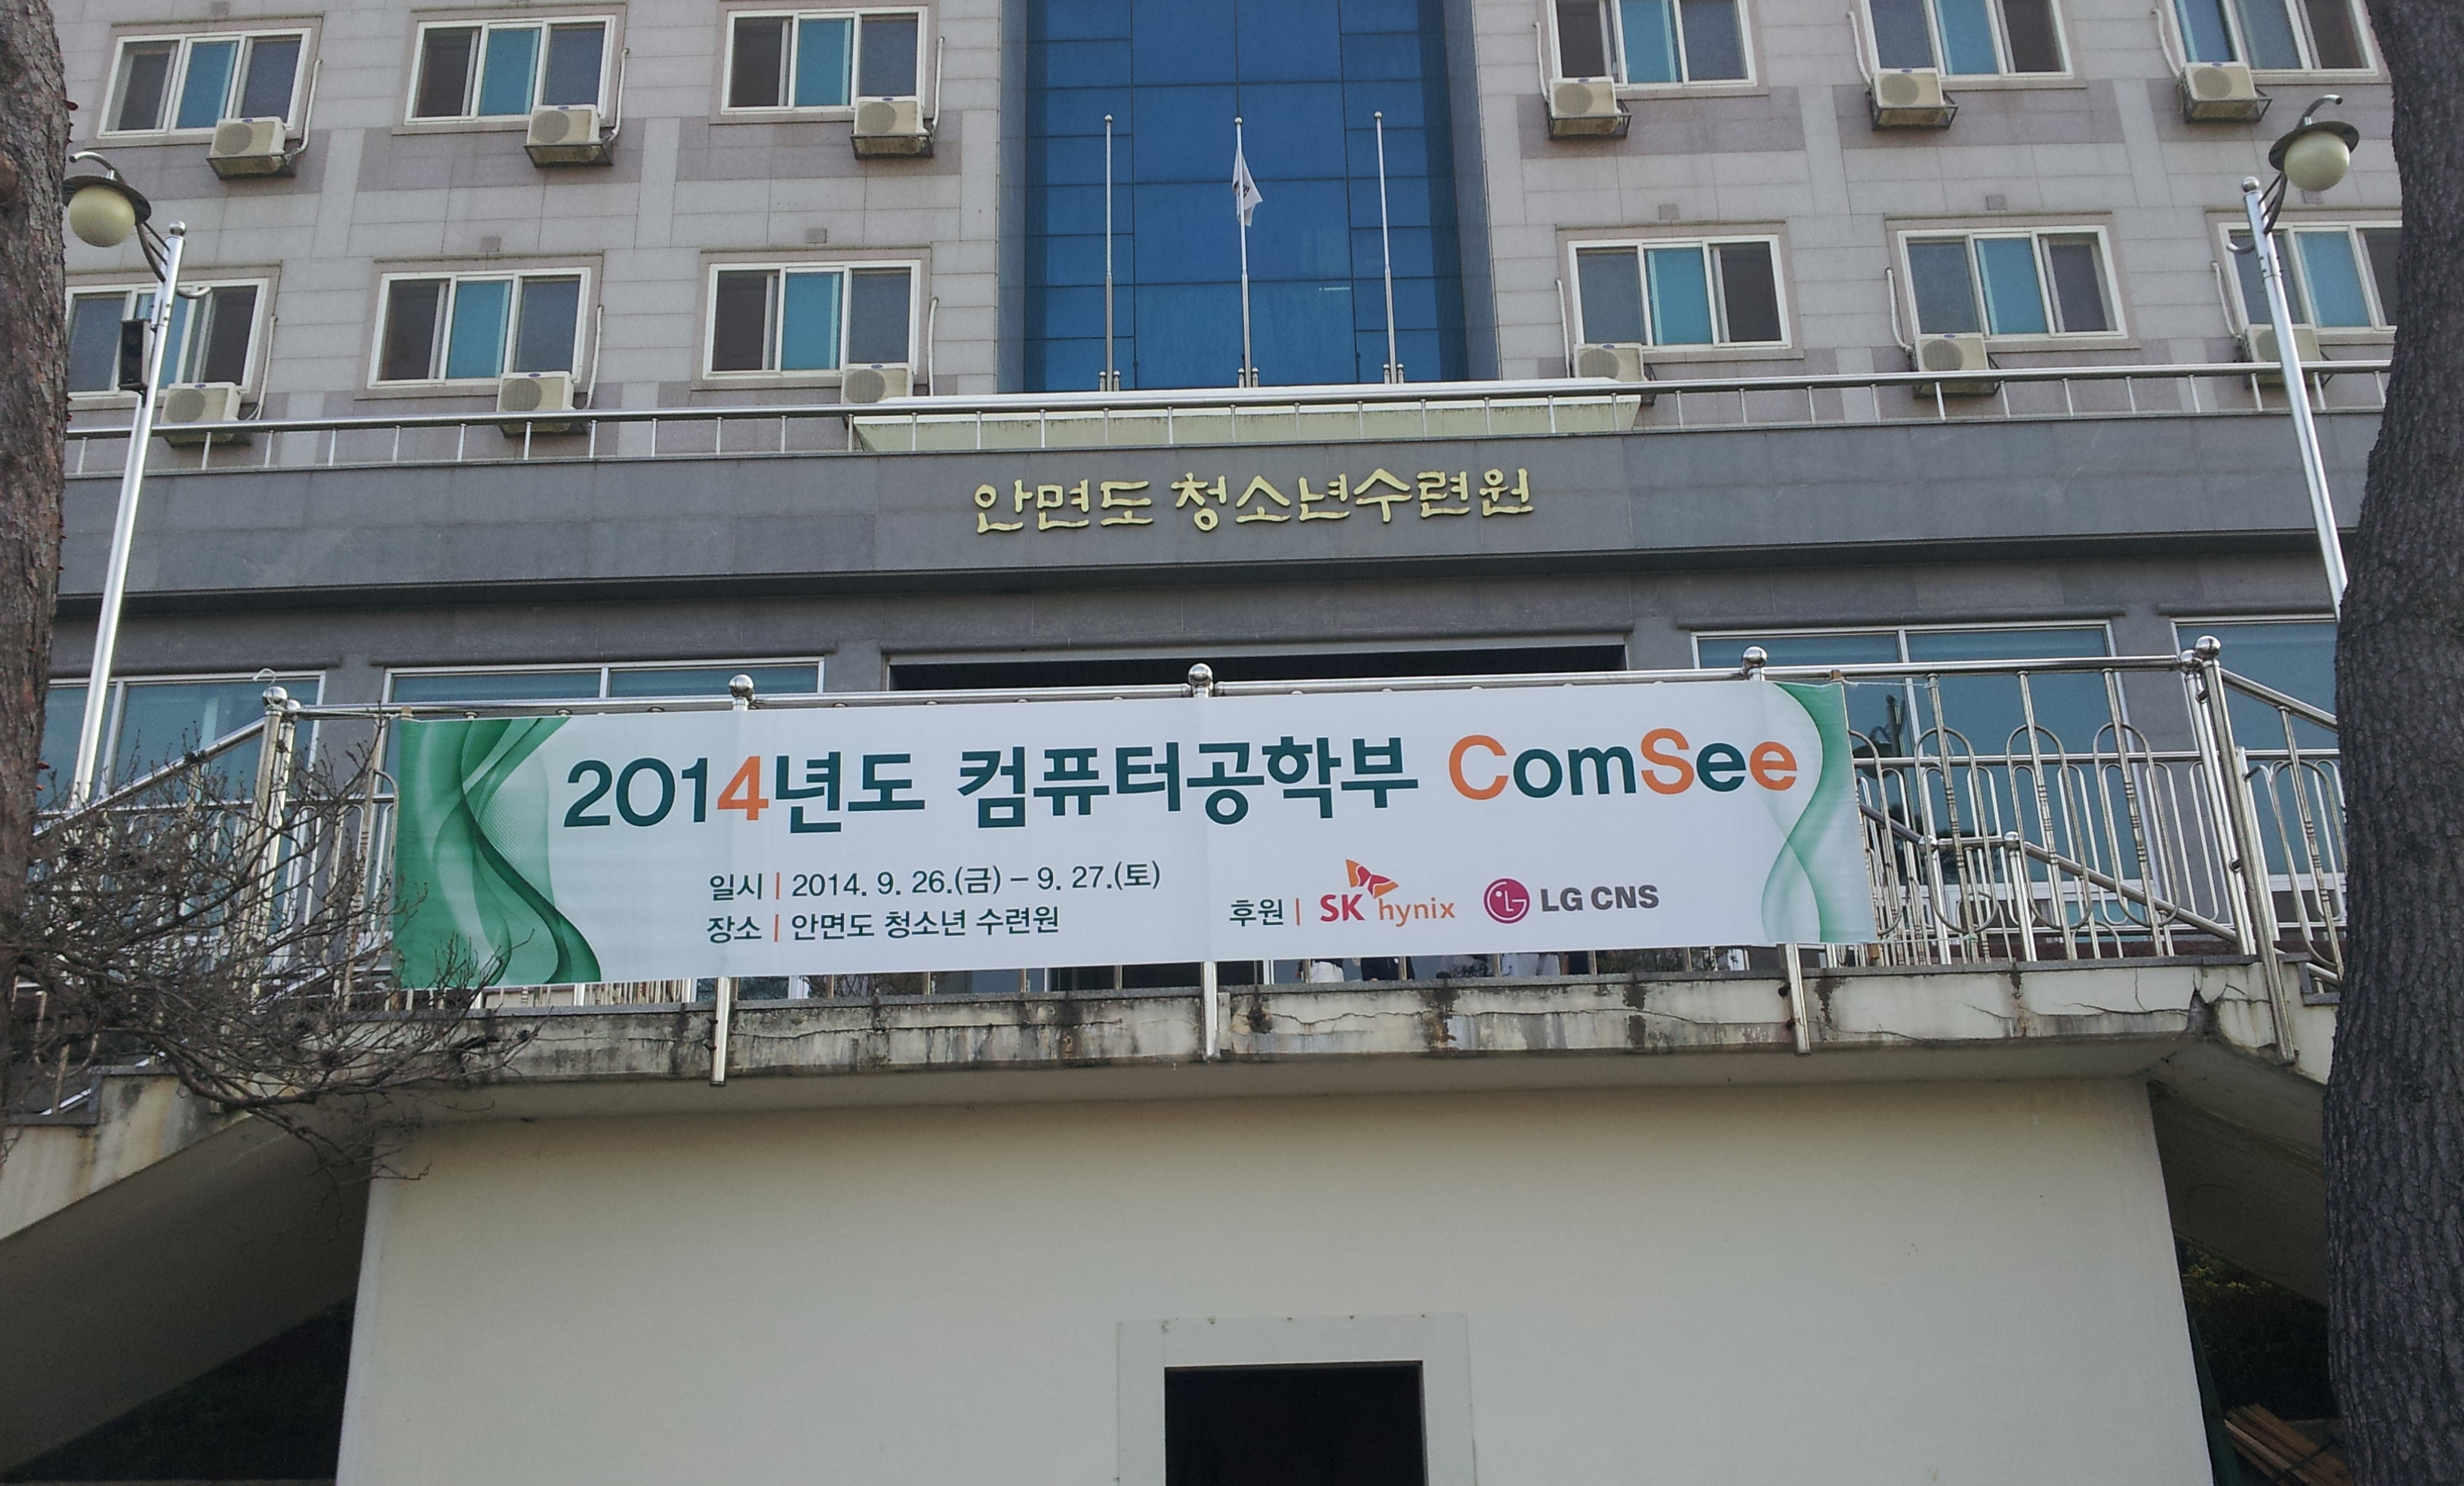 안면도 청소년수련원
2014년도 컴퓨터공학부 ComSee
일시 | 2014. 9. 26.(금) – 9. 27.(토)
장소 | 안면도 청소년 수련원
후원 | SK hynix LG CNS